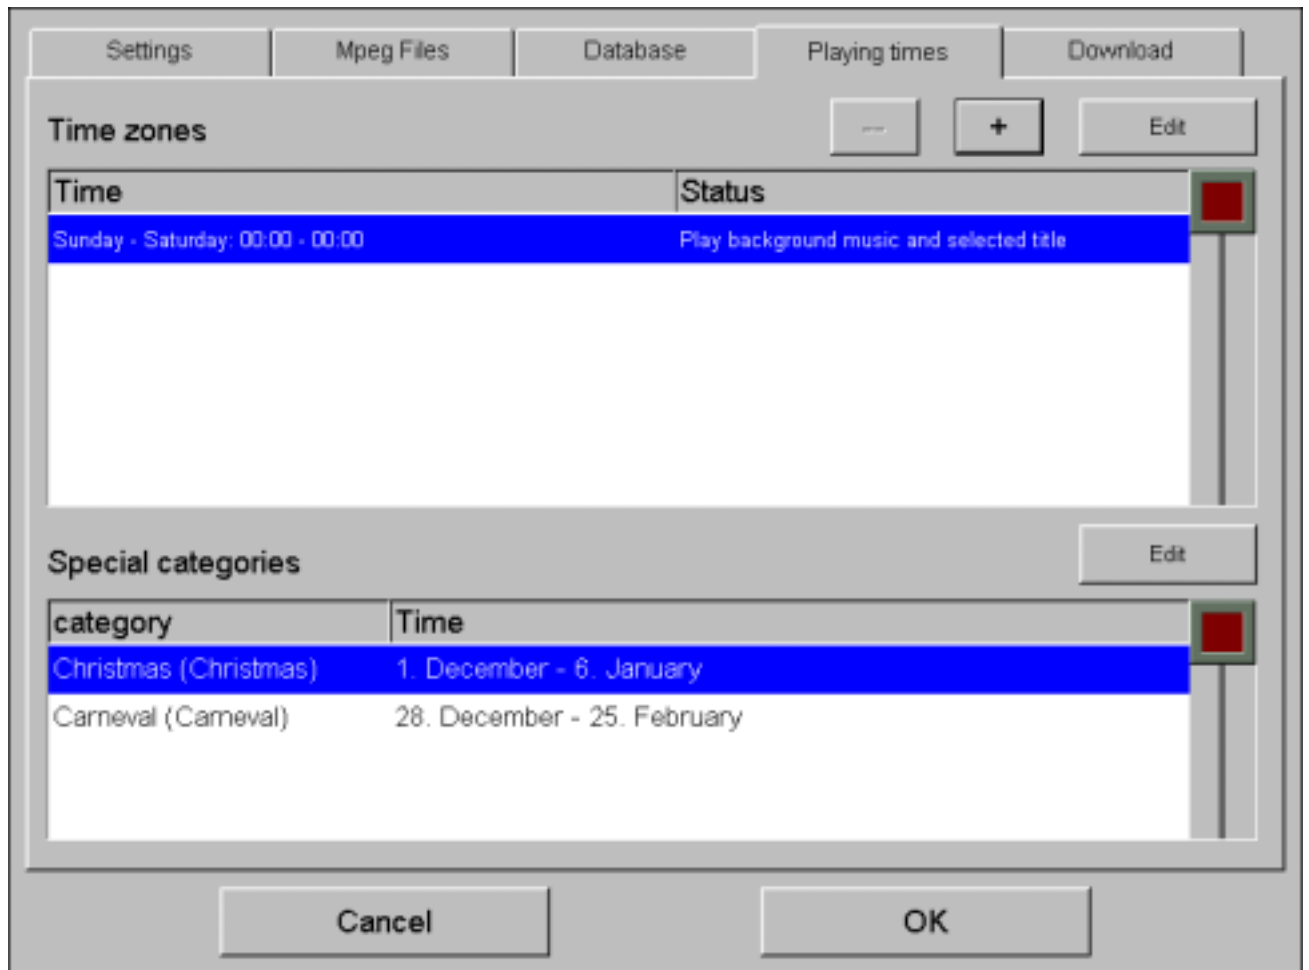 Settings Mpeg Files Database Playing times Download
Time zones -- + Edit
Time Status
Sunday - Saturday: 00:00 - 00:00 Play background music and selected title
Special categories Edit
category Time
Christmas (Christmas) 1. December - 6. January
Carneval (Carneval) 28. December - 25. February
Cancel OK